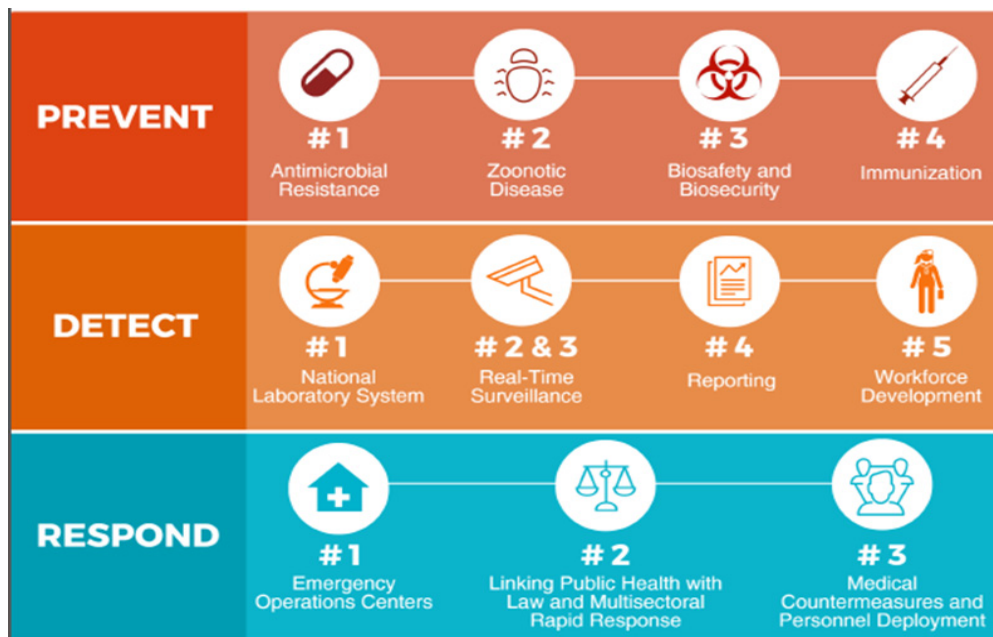 PREVENT
#1
Antimicrobial
Resistance
#2
Zoonotic
Disease
#3
Biosafety and
Biosecurity
#4
Immunization
DETECT
#1
National
Laboratory System
#2 & 3
Real-Time
Surveillance
#4
Reporting
#5
Workforce
Development
RESPOND
#1
Emergency
Operations Centers
#2
Linking Public Health with
Law and Multisectoral
Rapid Response
#3
Medical
Countermeasures and
Personnel Deployment